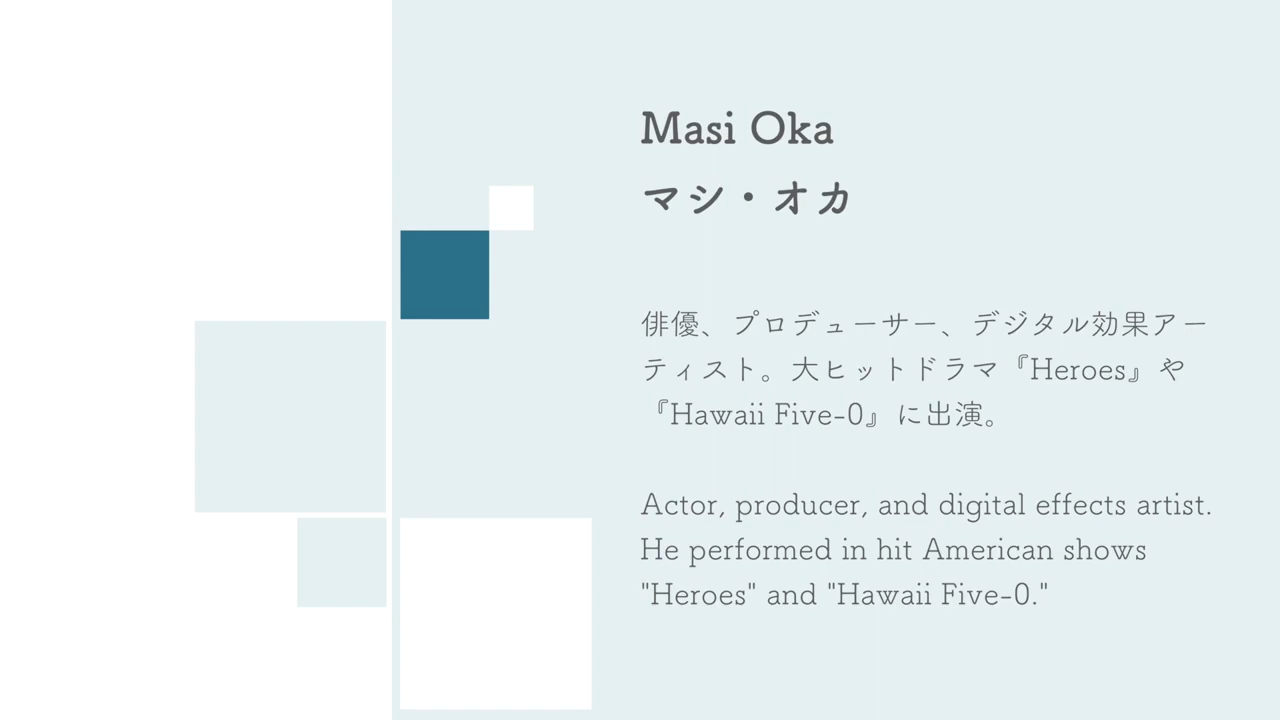 Masi Oka
マシ・オカ
俳優、プロデューサー、デジタル効果アー
ティスト。大ヒットドラマ『Heroes』や
『Hawaii Five-0』に出演。
Actor, producer, and digital effects artist.
He performed in hit American shows
"Heroes" and "Hawaii Five-0."